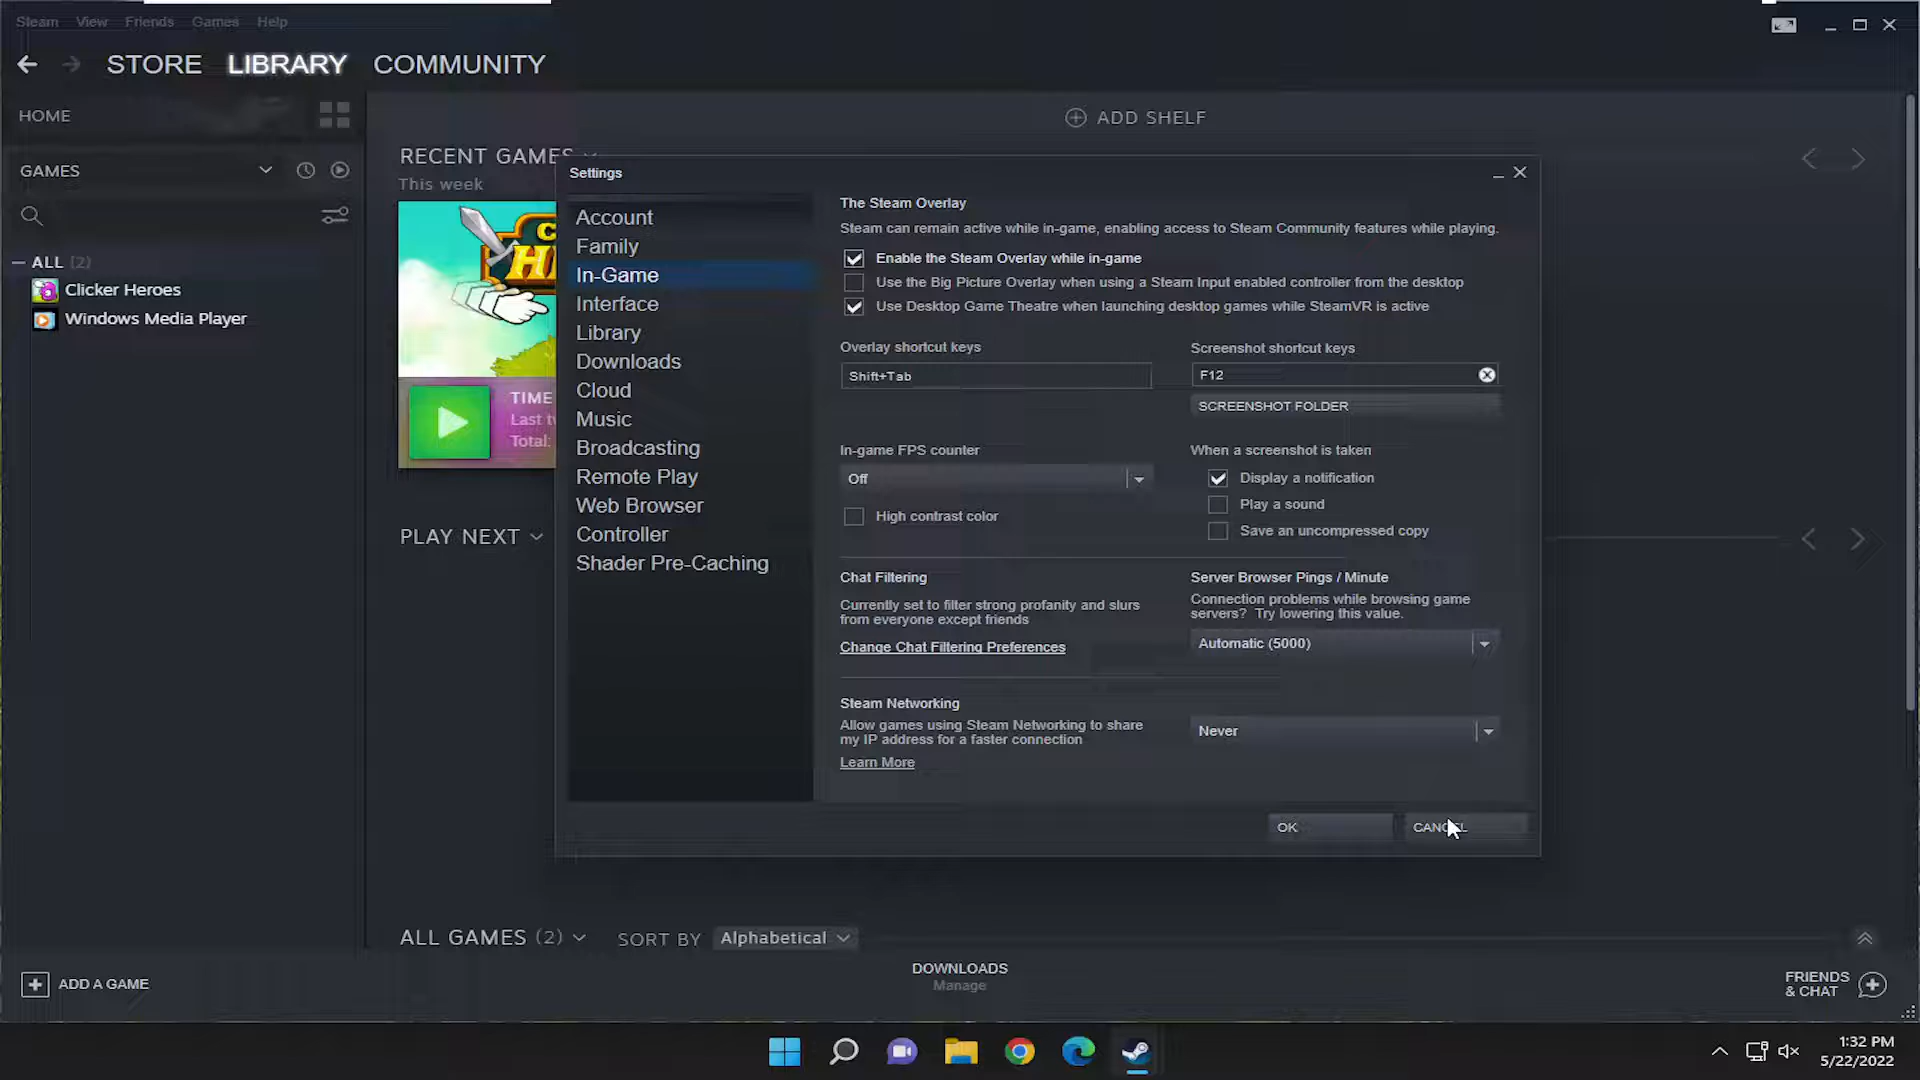 Steam View Friends Games Help
STORE LIBRARY COMMUNITY
HOME
GAMES
ALL (2)
Clicker Heroes
Windows Media Player
ADD SHELF
RECENT GAMES
This week
TIME
Last
Total:
PLAY NEXT
Settings
Account
Family
In-Game
Interface
Library
Downloads
Cloud
Music
Broadcasting
Remote Play
Web Browser
Controller
Shader Pre-Caching
The Steam Overlay
Steam can remain active while in-game, enabling access to Steam Community features while playing.
Enable the Steam Overlay while in-game
Use the Big Picture Overlay when using a Steam Input enabled controller from the desktop
Use Desktop Game Theatre when launching desktop games while SteamVR is active
Overlay shortcut keys
Shift+Tab
Screenshot shortcut keys
F12
SCREENSHOT FOLDER
In-game FPS counter
Off
High contrast color
When a screenshot is taken
Display a notification
Play a sound
Save an uncompressed copy
Chat Filtering
Currently set to filter strong profanity and slurs
from everyone except friends
Change Chat Filtering Preferences
Server Browser Pings / Minute
Connection problems while browsing game
servers? Try lowering this value.
Automatic (5000)
Steam Networking
Allow games using Steam Networking to share
my IP address for a faster connection
Learn More
Never
OK
CANCEL
ALL GAMES (2) SORT BY Alphabetical
ADD A GAME
DOWNLOADS
Manage
FRIENDS
& CHAT
1:32 PM
5/22/2022